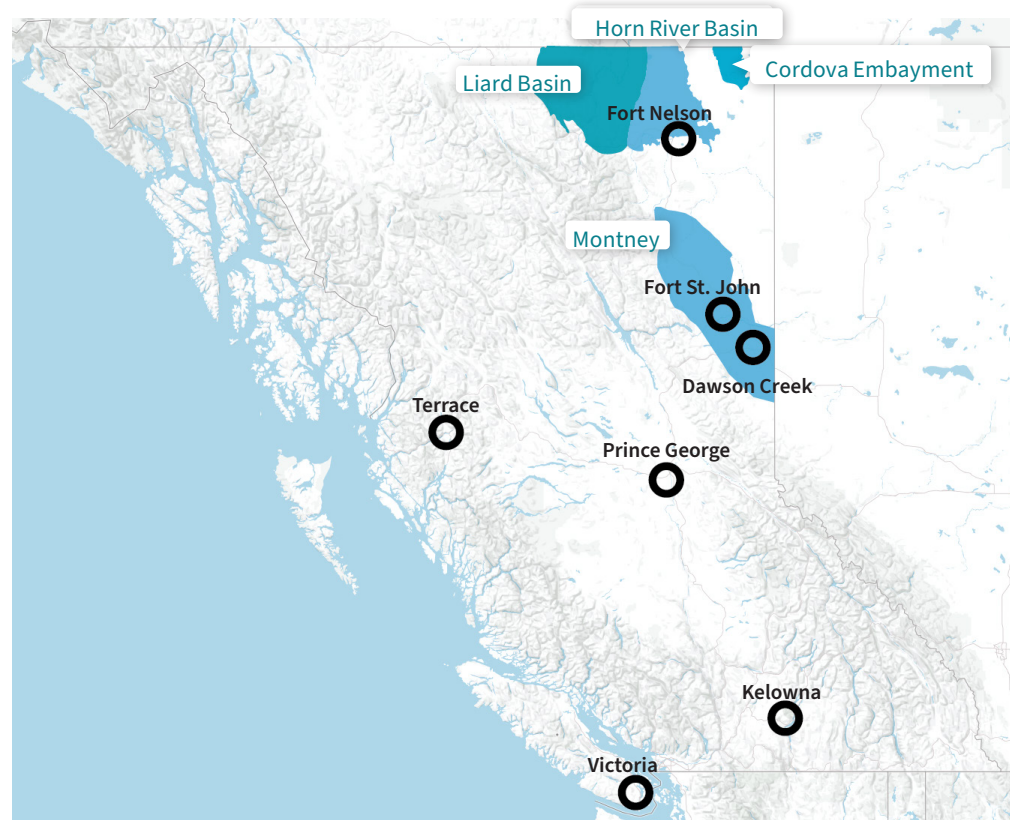 Horn River Basin
Cordova Embayment
Liard Basin
Fort Nelson
Montney
Fort St. John
Dawson Creek
Terrace
Prince George
Kelowna
Victoria